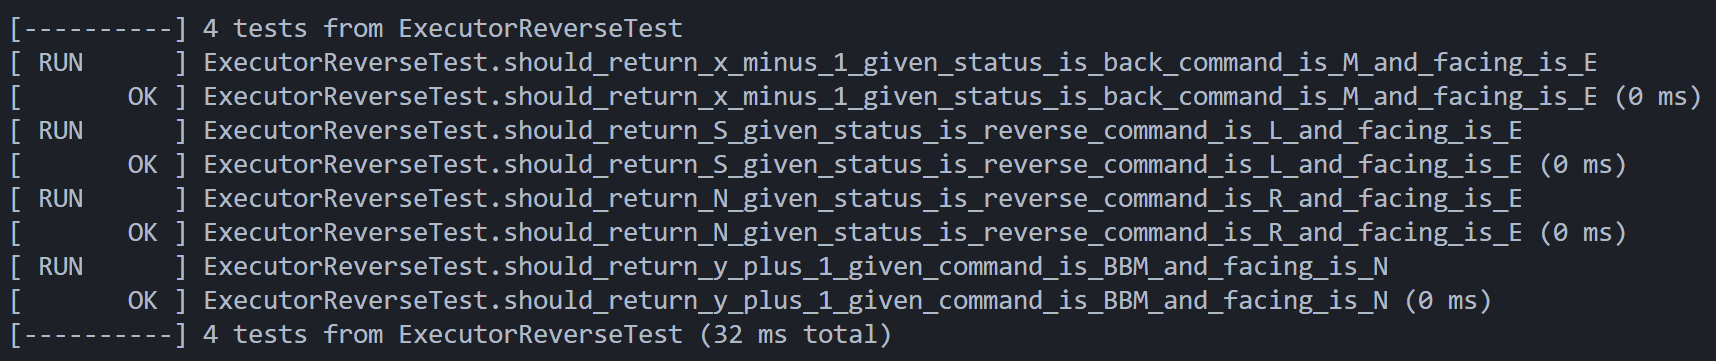 [----------] 4 tests from ExecutorReverseTest
[ RUN      ] ExecutorReverseTest.should_return_x_minus_1_given_status_is_back_command_is_M_and_facing_is_E
[       OK ] ExecutorReverseTest.should_return_x_minus_1_given_status_is_back_command_is_M_and_facing_is_E (0 ms)
[ RUN      ] ExecutorReverseTest.should_return_S_given_status_is_reverse_command_is_L_and_facing_is_E
[       OK ] ExecutorReverseTest.should_return_S_given_status_is_reverse_command_is_L_and_facing_is_E (0 ms)
[ RUN      ] ExecutorReverseTest.should_return_N_given_status_is_reverse_command_is_R_and_facing_is_E
[       OK ] ExecutorReverseTest.should_return_N_given_status_is_reverse_command_is_R_and_facing_is_E (0 ms)
[ RUN      ] ExecutorReverseTest.should_return_y_plus_1_given_command_is_BBM_and_facing_is_N
[       OK ] ExecutorReverseTest.should_return_y_plus_1_given_command_is_BBM_and_facing_is_N (0 ms)
[----------] 4 tests from ExecutorReverseTest (32 ms total)